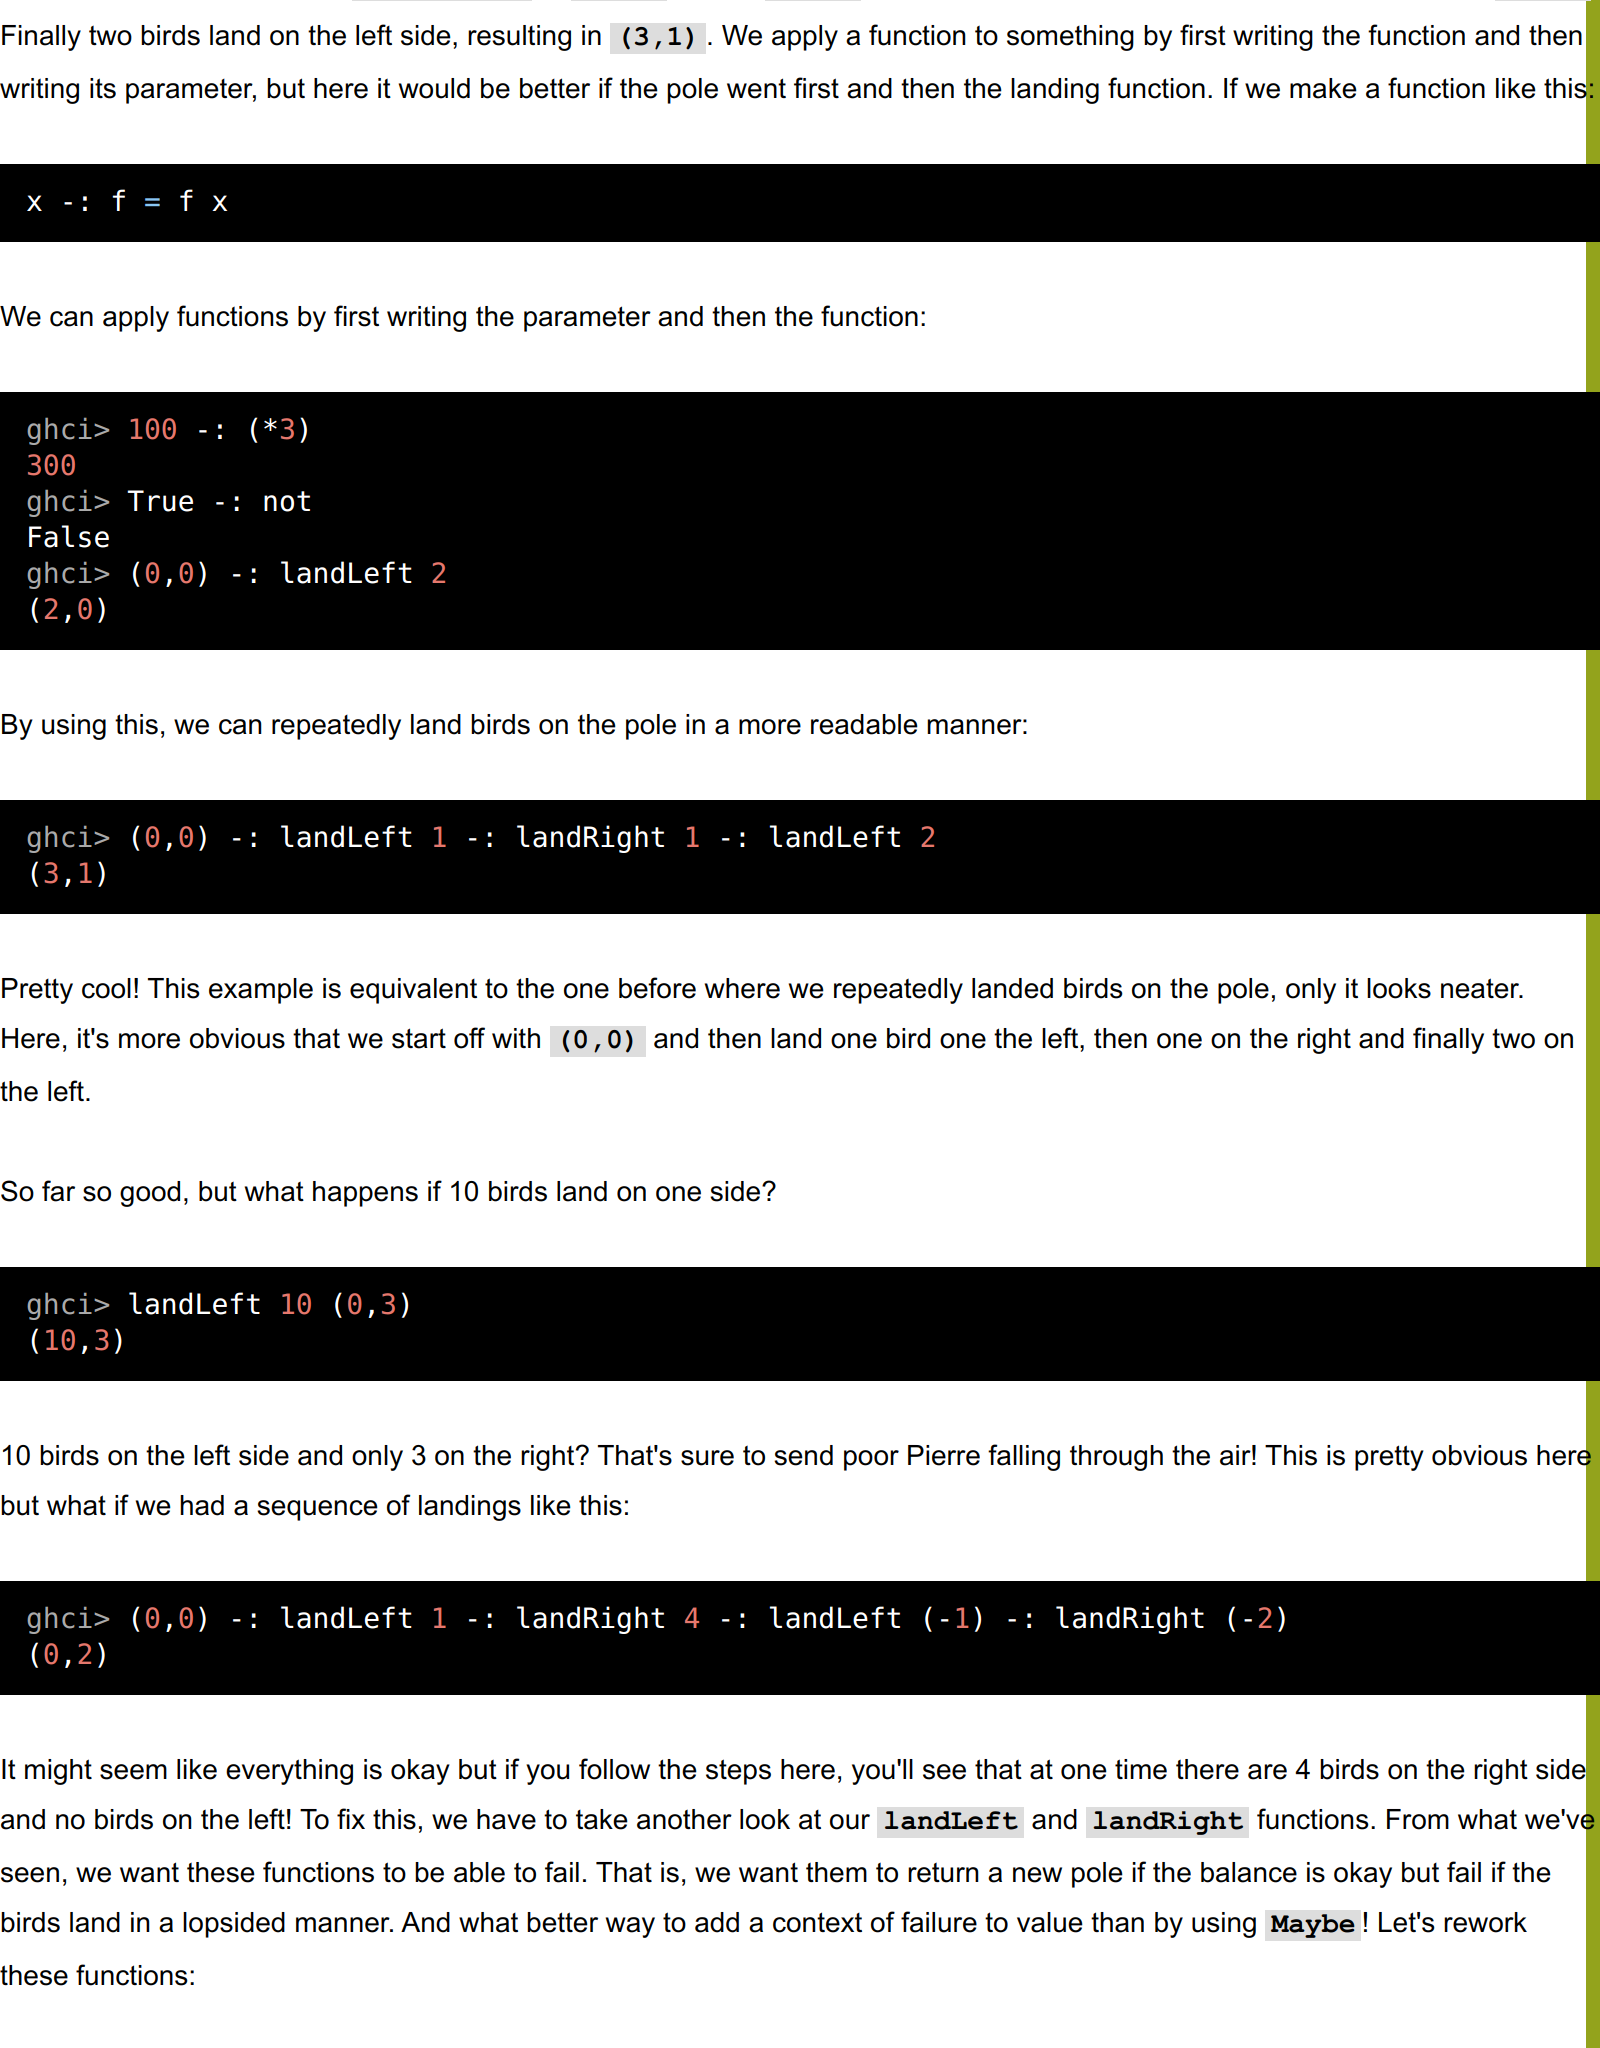 Finally two birds land on the left side, resulting in (3,1). We apply a function to something by first writing the function and then
writing its parameter, but here it would be better if the pole went first and then the landing function. If we make a function like this:
x -: f = f x
We can apply functions by first writing the parameter and then the function:
ghci> 100 -: (*3)
300
ghci> True -: not
False
ghci> (0,0) -: landLeft 2
(2,0)
By using this, we can repeatedly land birds on the pole in a more readable manner:
ghci> (0,0) -: landLeft 1 -: landRight 1 -: landLeft 2
(3,1)
Pretty cool! This example is equivalent to the one before where we repeatedly landed birds on the pole, only it looks neater.
Here, it's more obvious that we start off with (0,0) and then land one bird one the left, then one on the right and finally two on
the left.
So far so good, but what happens if 10 birds land on one side?
ghci> landLeft 10 (0,3)
(10,3)
10 birds on the left side and only 3 on the right? That's sure to send poor Pierre falling through the air! This is pretty obvious here
but what if we had a sequence of landings like this:
ghci> (0,0) -: landLeft 1 -: landRight 4 -: landLeft (-1) -: landRight (-2)
(0,2)
It might seem like everything is okay but if you follow the steps here, you'll see that at one time there are 4 birds on the right side
and no birds on the left! To fix this, we have to take another look at our landLeft and landRight functions. From what we've
seen, we want these functions to be able to fail. That is, we want them to return a new pole if the balance is okay but fail if the
birds land in a lopsided manner. And what better way to add a context of failure to value than by using Maybe! Let's rework
these functions: